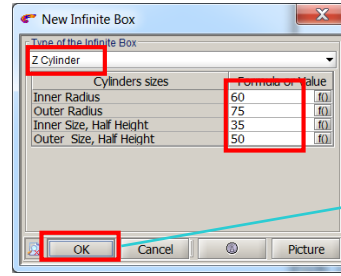 New Infinite Box
Type of the Infinite Box
Z Cylinder
Cylinders sizes Formula or Value
Inner Radius 60 f()
Outer Radius 75 f()
Inner Size, Half Height 35 f()
Outer Size, Half Height 50 f()
OK Cancel Picture